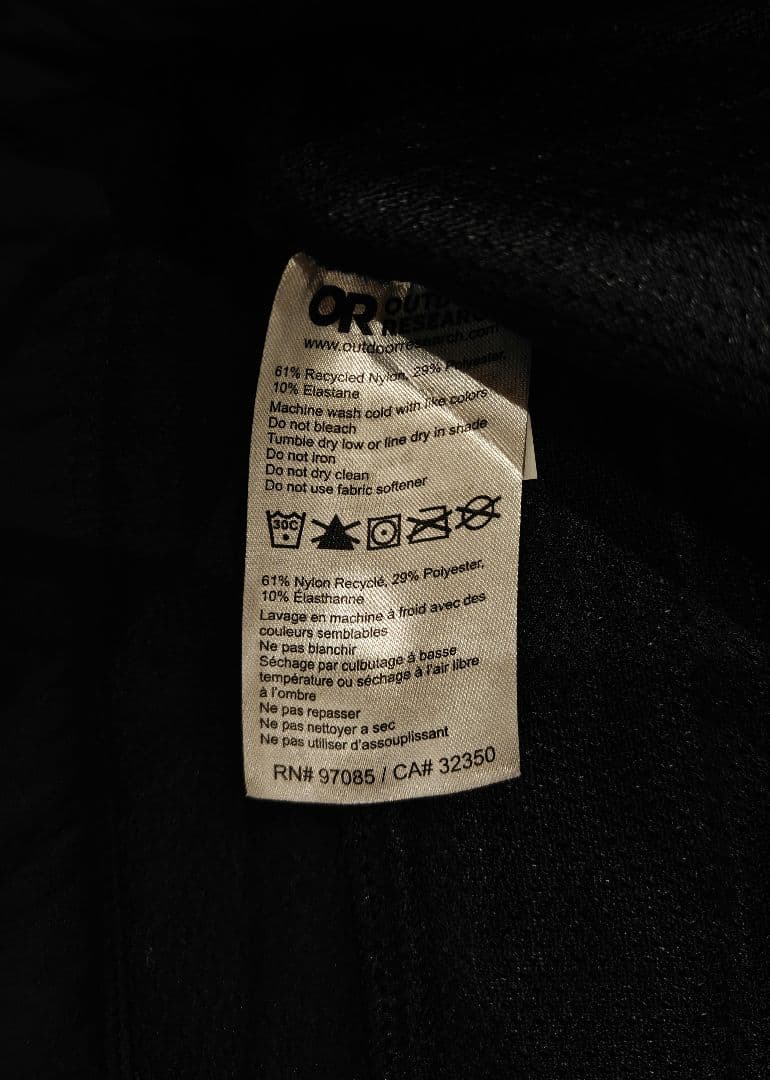 OR OUTDOOR
RESEARCH
www.outdoorresearch.com
61% Recycled Nylon, 29% Polyester,
10% Elastane
Machine wash cold with like colors
Do not bleach
Tumble dry low or line dry in shade
Do not Iron
Do not dry clean
Do not use fabric softener
30C
61% Nylon Recyclé, 29% Polyester,
10% Élasthanne
Lavage en machine à froid avec des
couleurs semblables
Ne pas blanchir
Séchage par culbutage à basse
température ou séchage à l'air libre
à l'ombre
Ne pas repasser
Ne pas nettoyer a sec
Ne pas utiliser d'assouplissant
RN# 97085 / CA# 32350